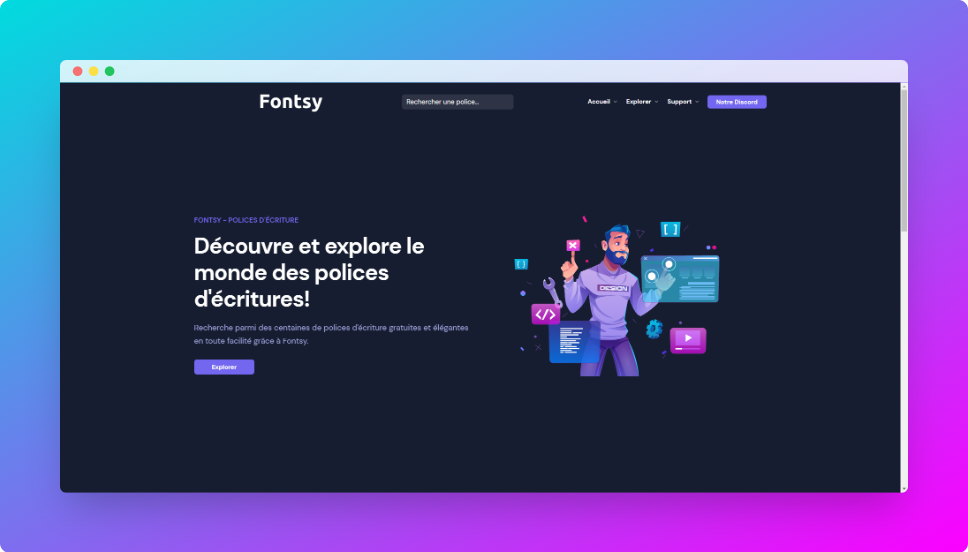 Fontsy
Rechercher une police...
Accueil
Explorer
Support
Notre Discord
FONTSY - POLICES D'ÉCRITURE
Découvre et explore le
monde des polices
d'écritures!
Recherche parmi des centaines de polices d'écriture gratuites et élégantes
en toute facilité grâce à Fontsy.
Explorer
[ ]
[ ]
DESIGN
</>